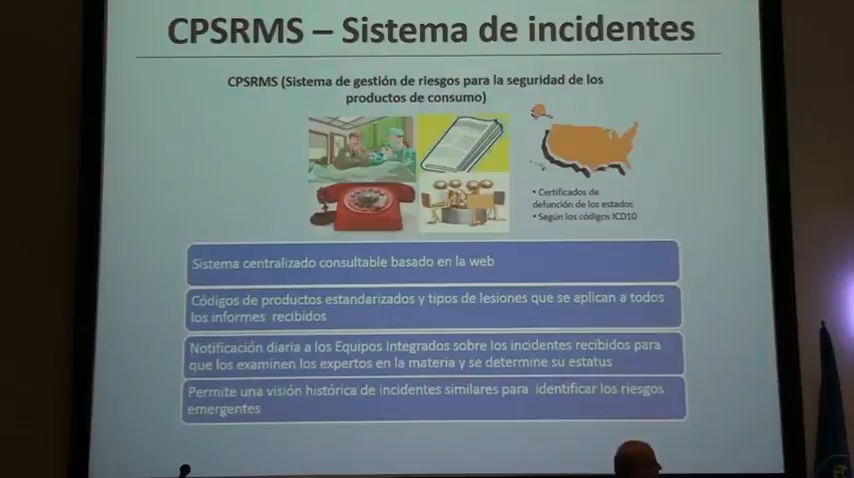 CPSRMS – Sistema de incidentes
CPSRMS (Sistema de gestión de riesgos para la seguridad de los
productos de consumo)
• Certificados de
defunción de los estados
• Según los códigos ICD10
Sistema centralizado consultable basado en la web
Códigos de productos estandarizados y tipos de lesiones que se aplican a todos
los informes recibidos
Notificación diaria a los Equipos Integrados sobre los incidentes recibidos para
que los examinen los expertos en la materia y se determine su estatus
Permite una visión histórica de incidentes similares para identificar los riesgos
emergentes